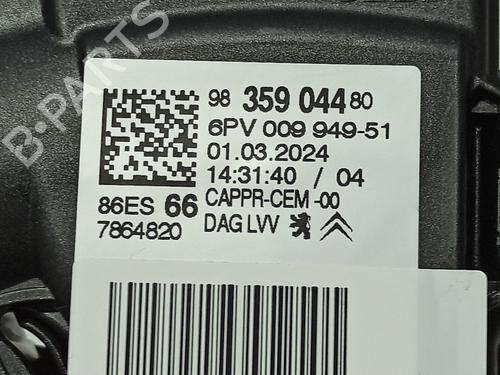 98 359 044 80
6PV 009 949-51
01.03.2024
14:31:40 / 04
86ES 66 CAPPR-CEM -00
7864820 DAG LVV
B-PARTS